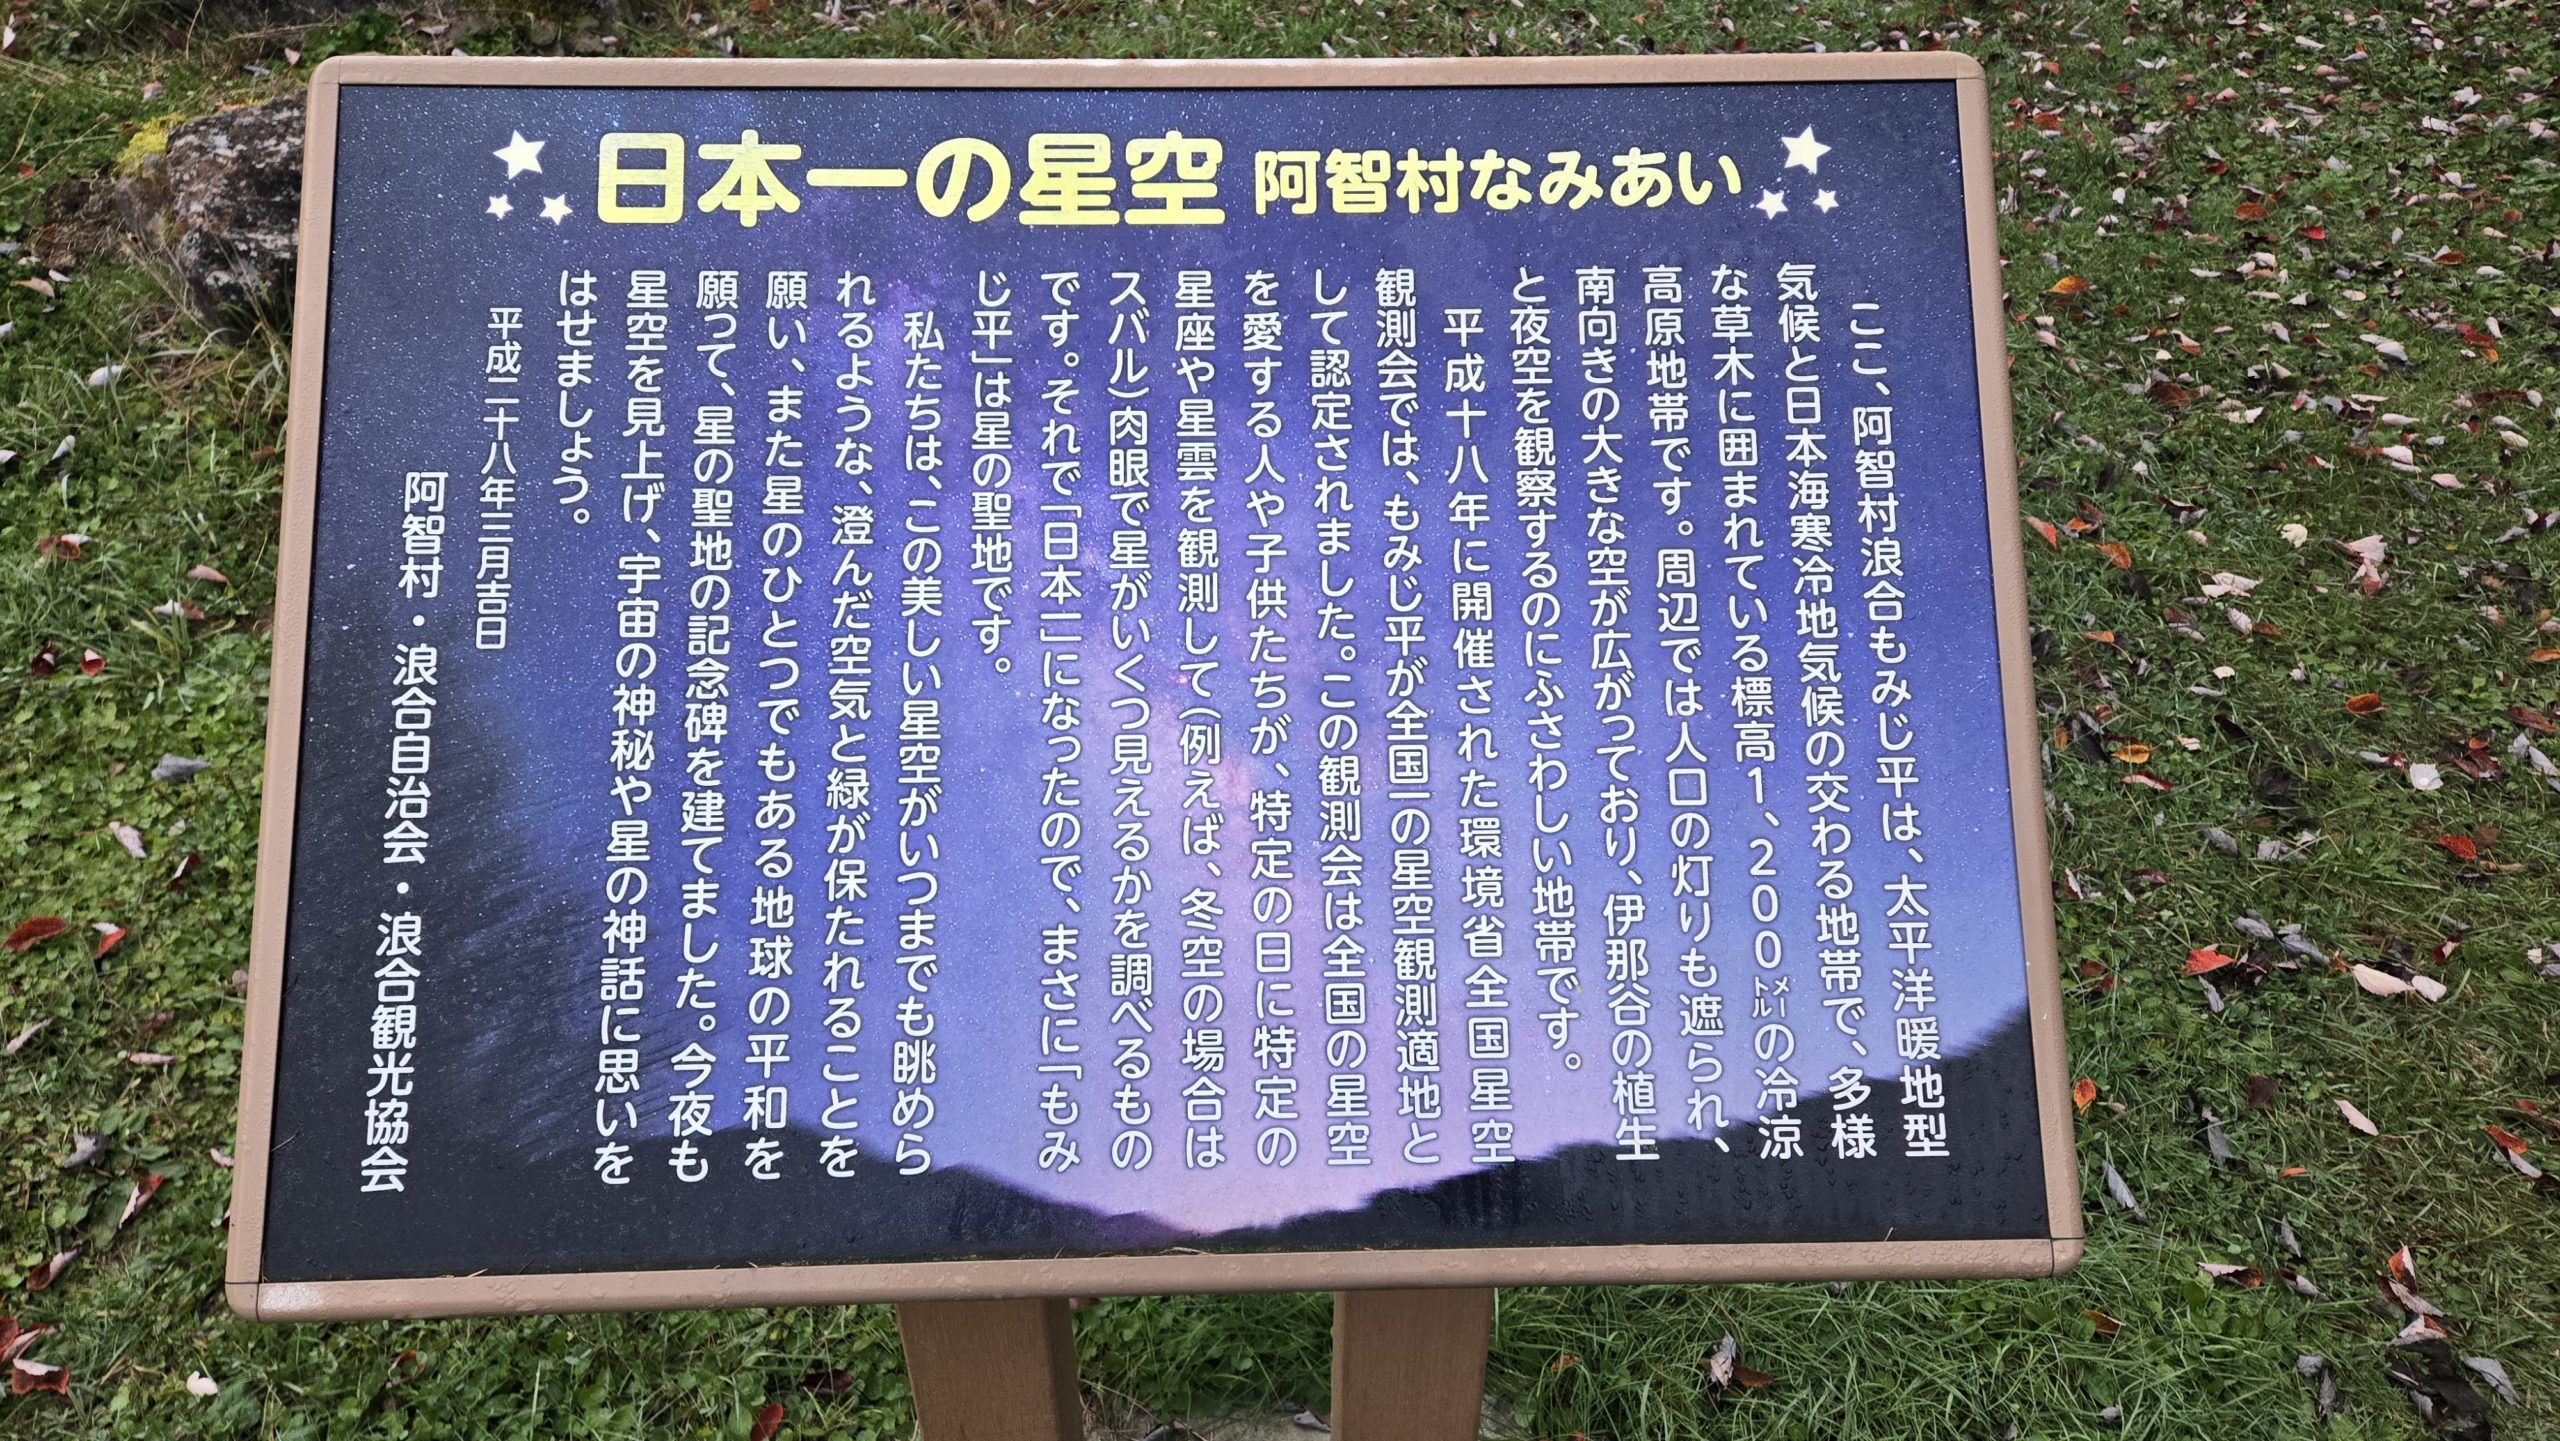 日本一の星空 阿智村なみあい
ここ、阿智村浪合もみじ平は、太平洋暖地型
気候と日本海寒冷地気候の交わる地帯で、多様
な草木に囲まれている標高1、200メートルの冷涼
高原地帯です。周辺では人口の灯りも遮られ、
南向きの大きな空が広がっており、伊那谷の植生
と夜空を観察するのにふさわしい地帯です。
平成十八年に開催された環境省全国星空
観測会では、もみじ平が全国一の星空観測適地と
して認定されました。この観測会は全国の星空
を愛する人や子供たちが、特定の日に特定の
星座や星雲を観測して(例えば、冬空の場合は
スバル)肉眼で星がいくつ見えるかを調べるもの
です。それで「日本一」になったので、まさに「もみ
じ平」は星の聖地です。
私たちは、この美しい星空がいつまでも眺めら
れるような、澄んだ空気と緑が保たれることを
願い、また星のひとつでもある地球の平和を
願って、星の聖地の記念碑を建てました。今夜も
星空を見上げ、宇宙の神秘や星の神話に思いを
はせましょう。
平成二十八年三月吉日
阿智村・浪合自治会・浪合観光協会